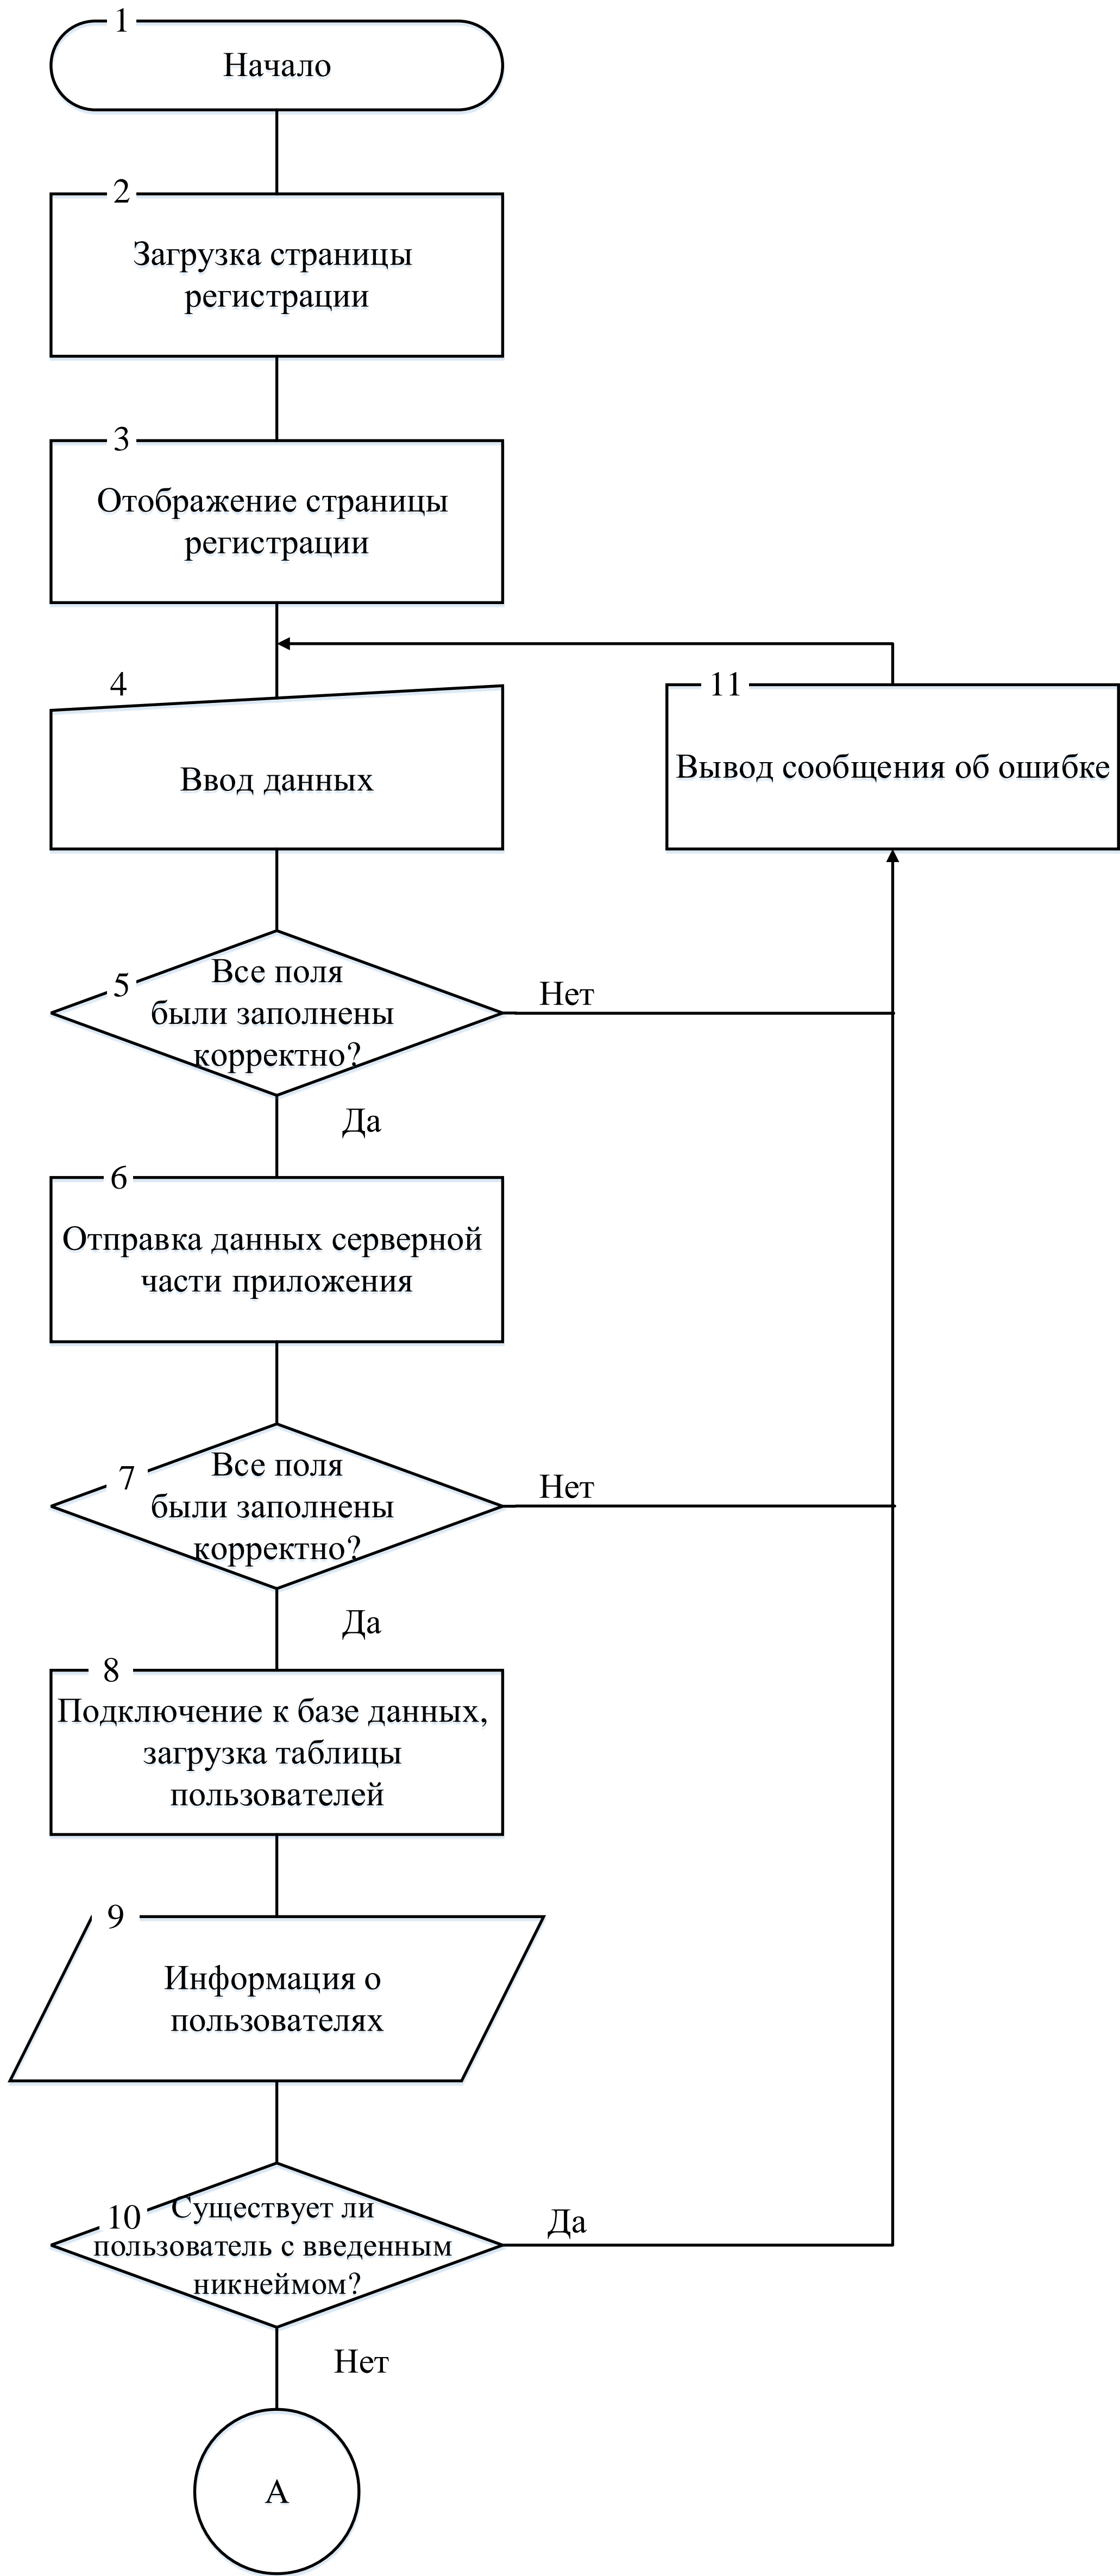 1
Начало
2
Загрузка страницы
регистрации
3
Отображение страницы
регистрации
4
Ввод данных
11
Вывод сообщения об ошибке
5
Все поля
были заполнены
корректно?
Нет
Да
6
Отправка данных серверной
части приложения
7
Все поля
были заполнены
корректно?
Нет
Да
8
Подключение к базе данных,
загрузка таблицы
пользователей
9
Информация о
пользователях
10
Существует ли
пользователь с введенным
никнеймом?
Да
Нет
А